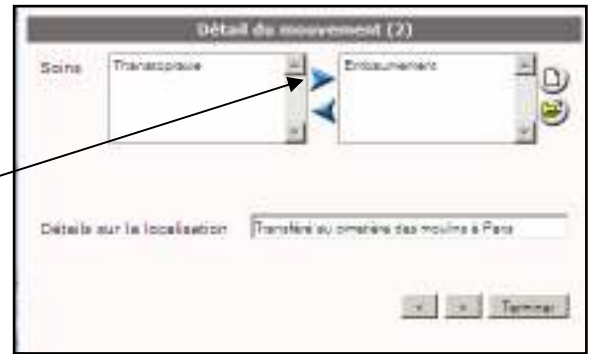 Détail du mouvement (2)
Soins
Thanatopraxie
Embaumement
Détails sur la localisation
Transféré au cimetière des moulins à Paris
< > Terminer